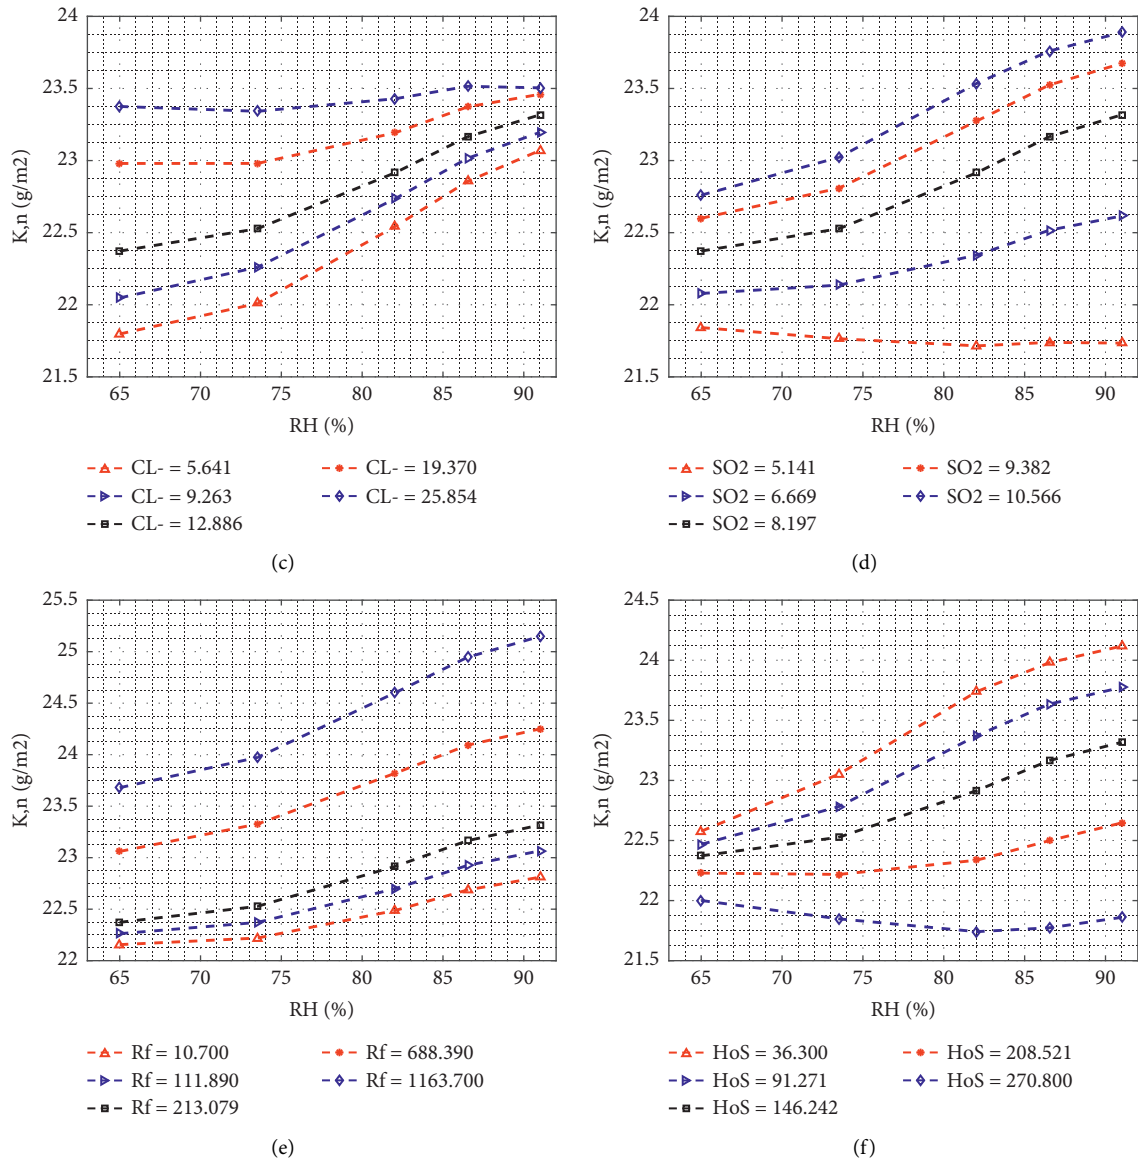 24
23.5
23
22.5
22
21.5
K,n (g/m2)
65 70 75 80 85 90
RH (%)
CL- = 5.641
CL- = 9.263
CL- = 12.886
CL- = 19.370
CL- = 25.854
(c)
24
23.5
23
22.5
22
21.5
K,n (g/m2)
65 70 75 80 85 90
RH (%)
SO2 = 5.141
SO2 = 6.669
SO2 = 8.197
SO2 = 9.382
SO2 = 10.566
(d)
25.5
25
24.5
24
23.5
23
22.5
22
K,n (g/m2)
65 70 75 80 85 90
RH (%)
Rf = 10.700
Rf = 111.890
Rf = 213.079
Rf = 688.390
Rf = 1163.700
(e)
24.5
24
23.5
23
22.5
22
21.5
K,n (g/m2)
65 70 75 80 85 90
RH (%)
HoS = 36.300
HoS = 91.271
HoS = 146.242
HoS = 208.521
HoS = 270.800
(f)